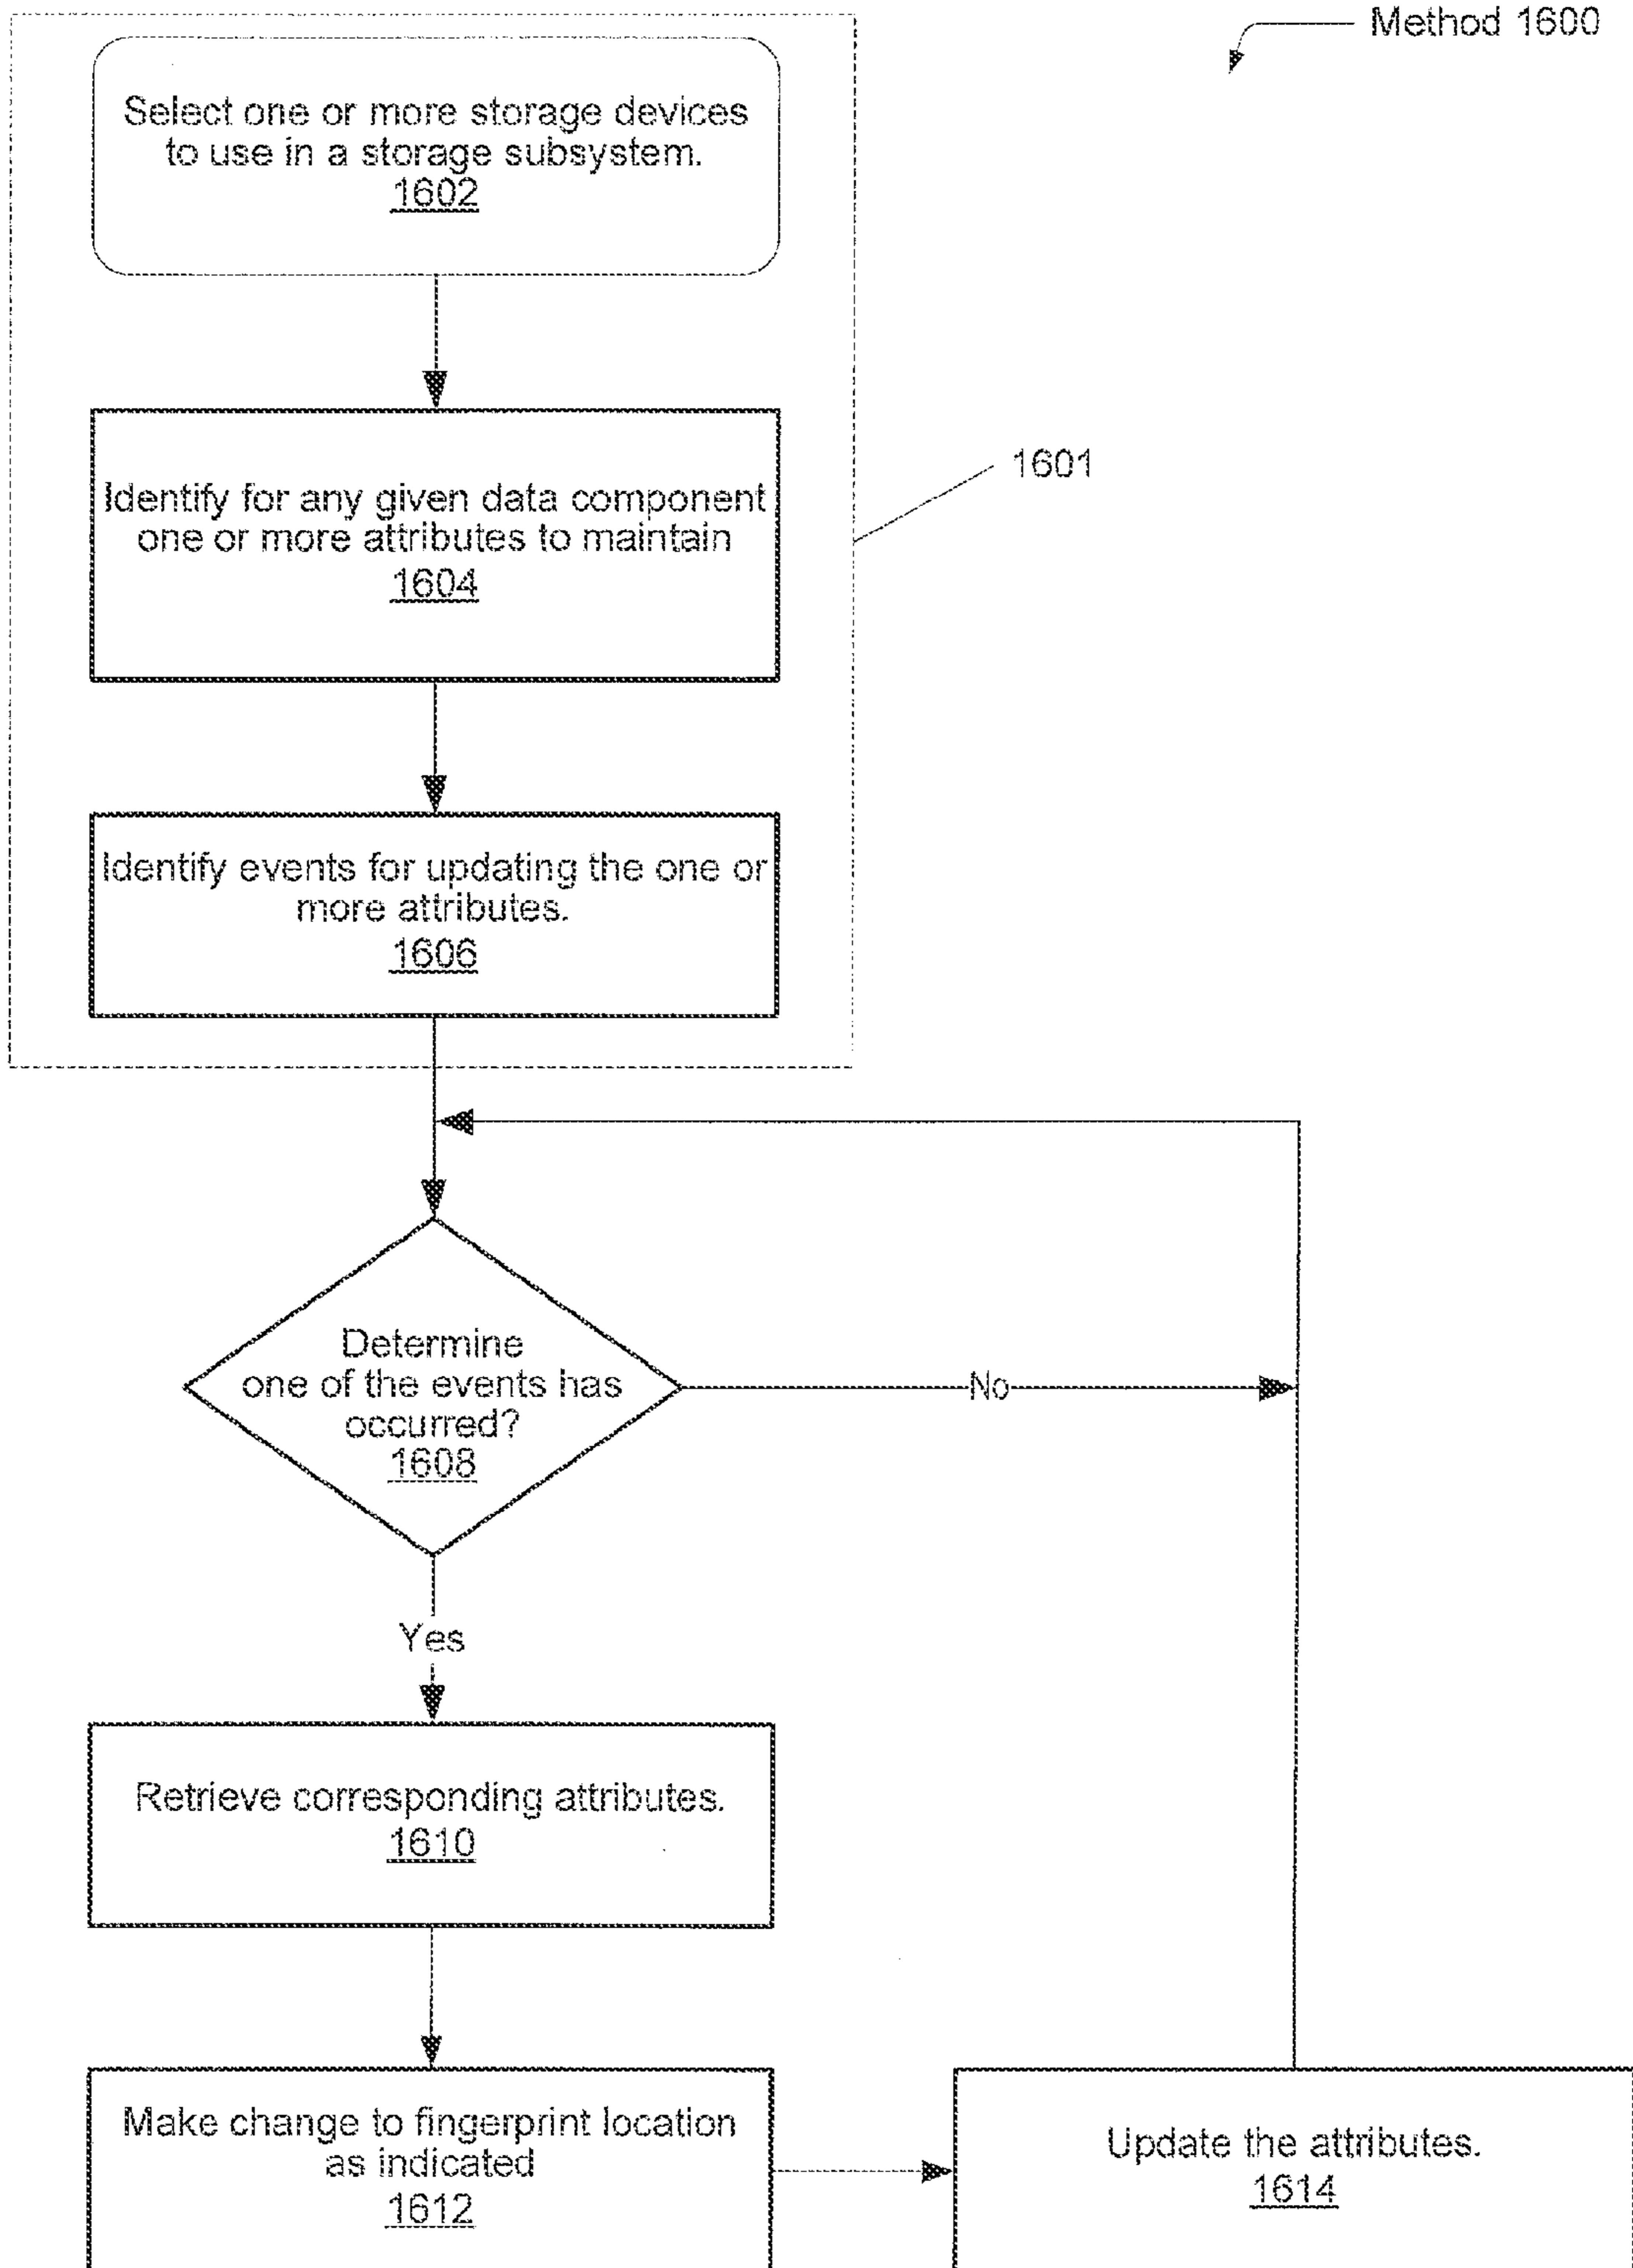 Method 1600
Select one or more storage devices
to use in a storage subsystem.
1602
1601
Identify for any given data component
one or more attributes to maintain
1604
Identify events for updating the one or
more attributes.
1606
Determine
one of the events has
occurred?
1608
No
Yes
Retrieve corresponding attributes.
1610
Make change to fingerprint location
as indicated
1612
Update the attributes.
1614